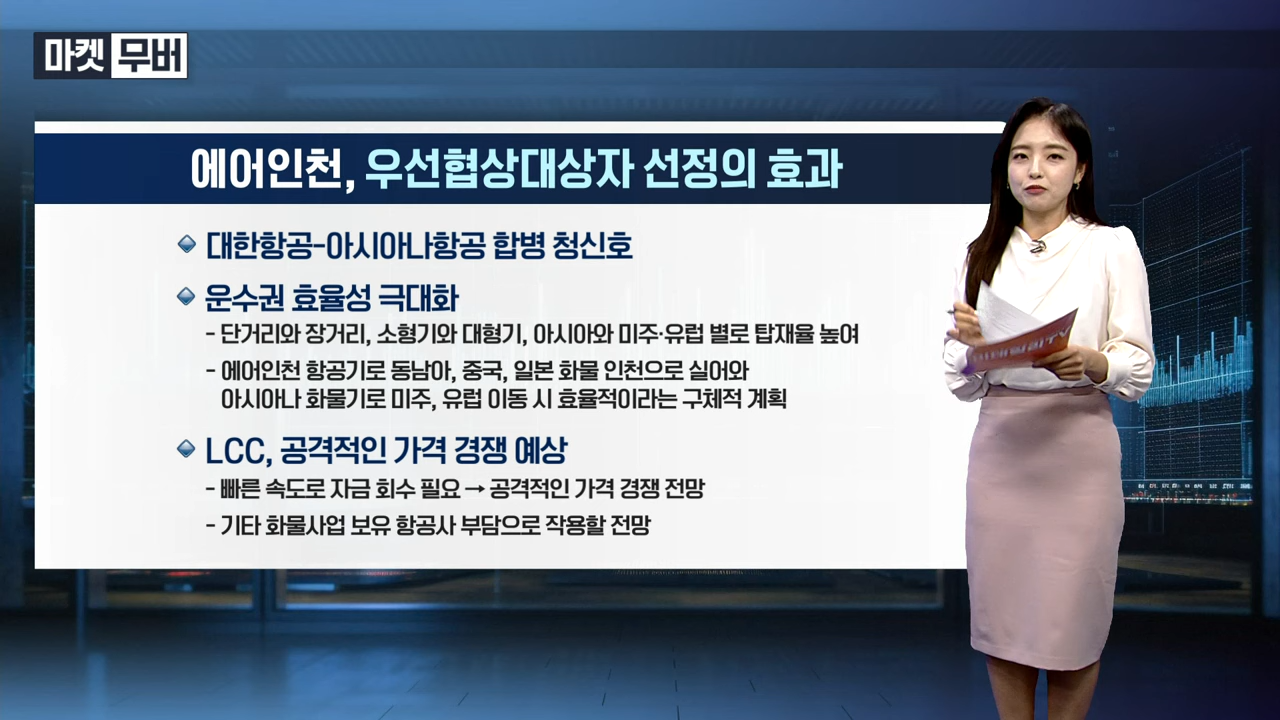 마켓무버
에어인천, 우선협상대상자 선정의 효과
대한항공-아시아나항공 합병 청신호
운수권 효율성 극대화
- 단거리와 장거리, 소형기와 대형기, 아시아와 미주·유럽 별로 탑재율 높여
- 에어인천 항공기로 동남아, 중국, 일본 화물 인천으로 실어와
아시아나 화물기로 미주, 유럽 이동 시 효율적이라는 구체적 계획
LCC, 공격적인 가격 경쟁 예상
- 빠른 속도로 자금 회수 필요 → 공격적인 가격 경쟁 전망
- 기타 화물사업 보유 항공사 부담으로 작용할 전망